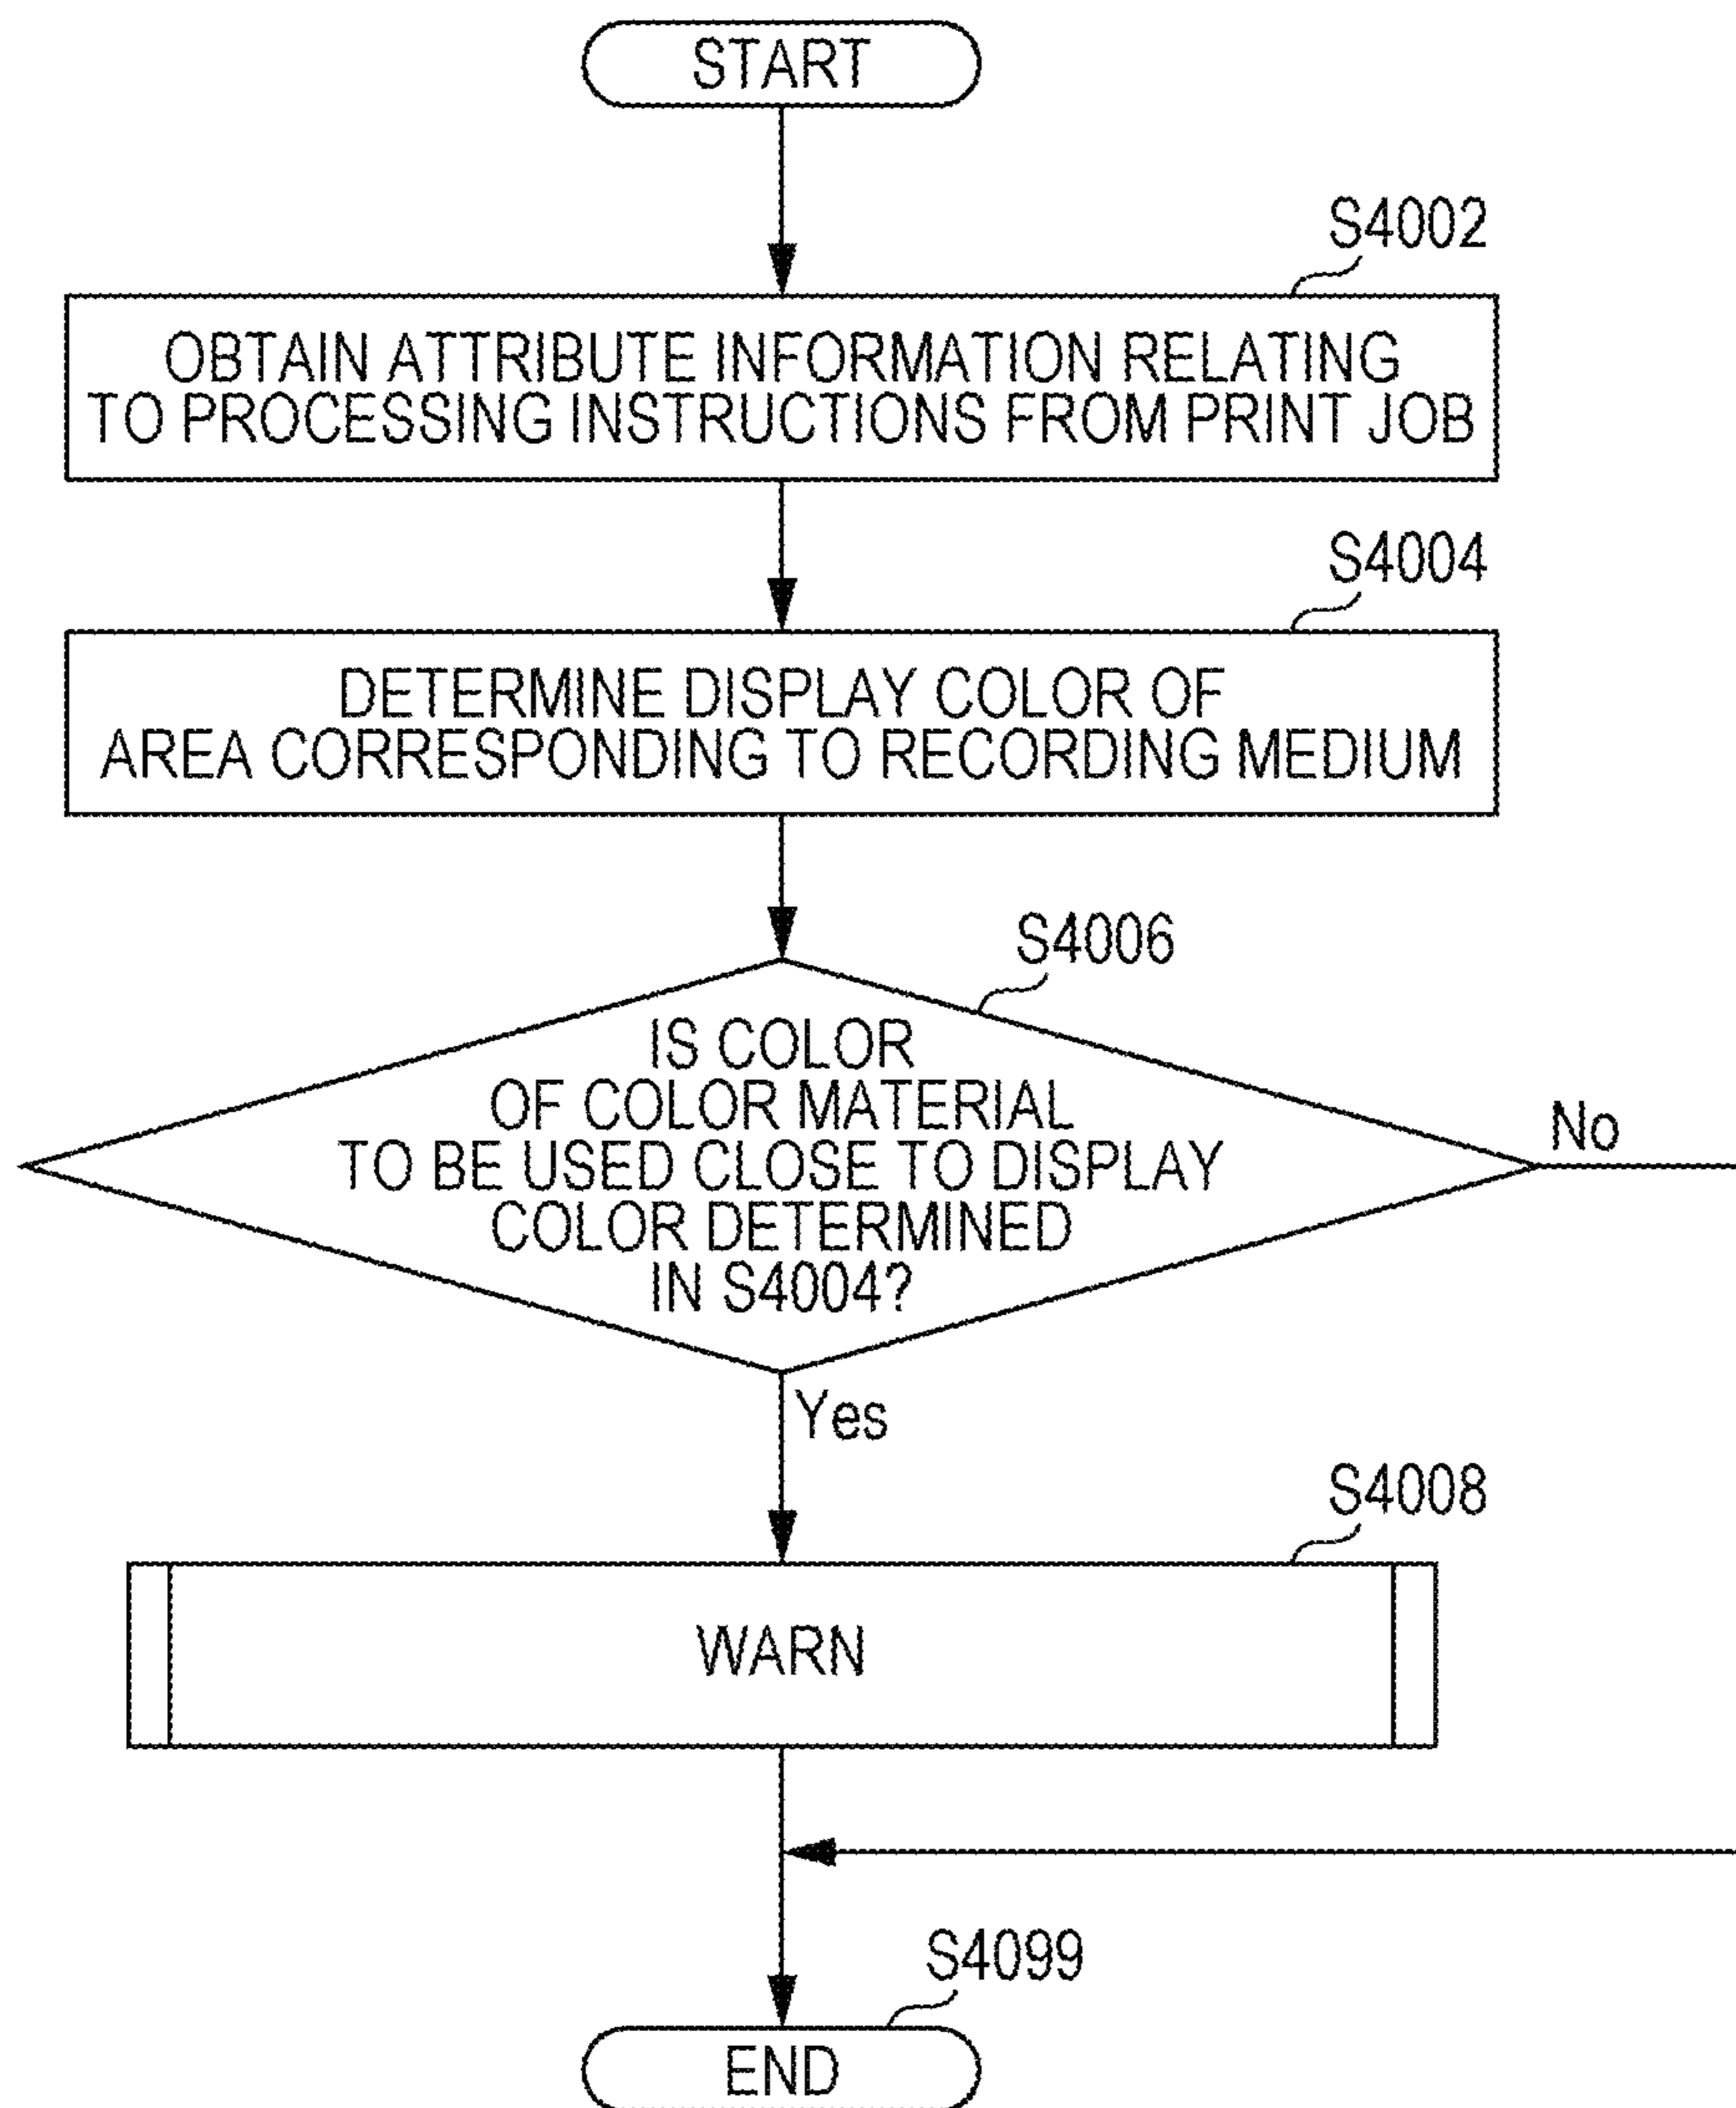 START
S4002
OBTAIN ATTRIBUTE INFORMATION RELATING
TO PROCESSING INSTRUCTIONS FROM PRINT JOB
S4004
DETERMINE DISPLAY COLOR OF
AREA CORRESPONDING TO RECORDING MEDIUM
S4006
IS COLOR
OF COLOR MATERIAL
TO BE USED CLOSE TO DISPLAY
COLOR DETERMINED
IN S4004?
No
Yes
S4008
WARN
S4099
END